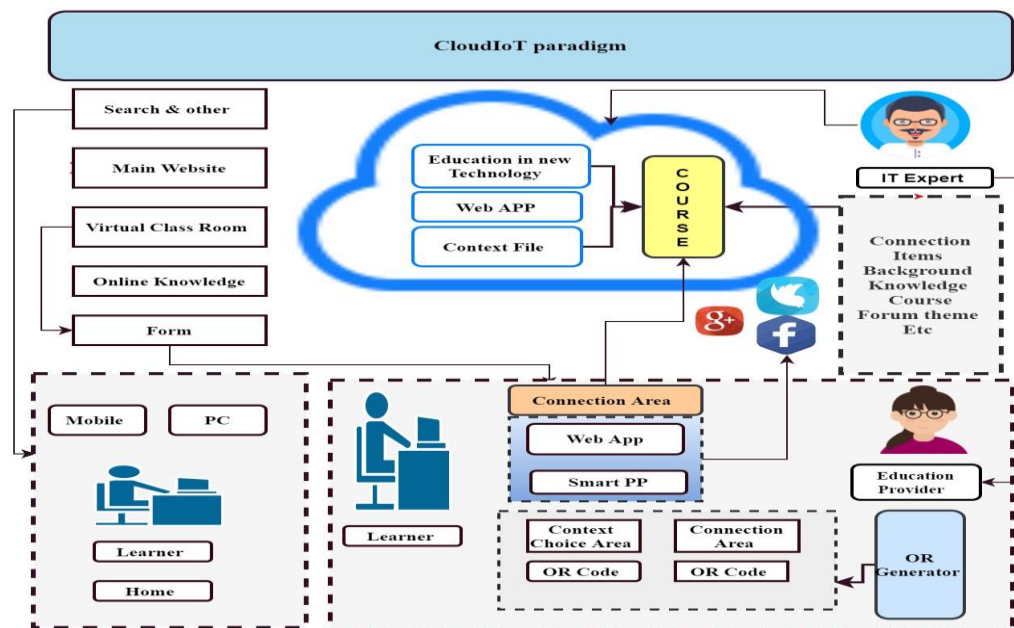 CloudIoT paradigm
Search & other
Main Website
Virtual Class Room
Online Knowledge
Form
Education in new
Technology
Web APP
Context File
C
O
U
R
S
E
IT Expert
Connection
Items
Background
Knowledge
Course
Forum theme
Etc
g+
f
Mobile
PC
Learner
Home
Learner
Connection Area
Web App
Smart PP
Context
Choice Area
Connection
Area
OR Code
OR Code
Education
Provider
OR
Generator